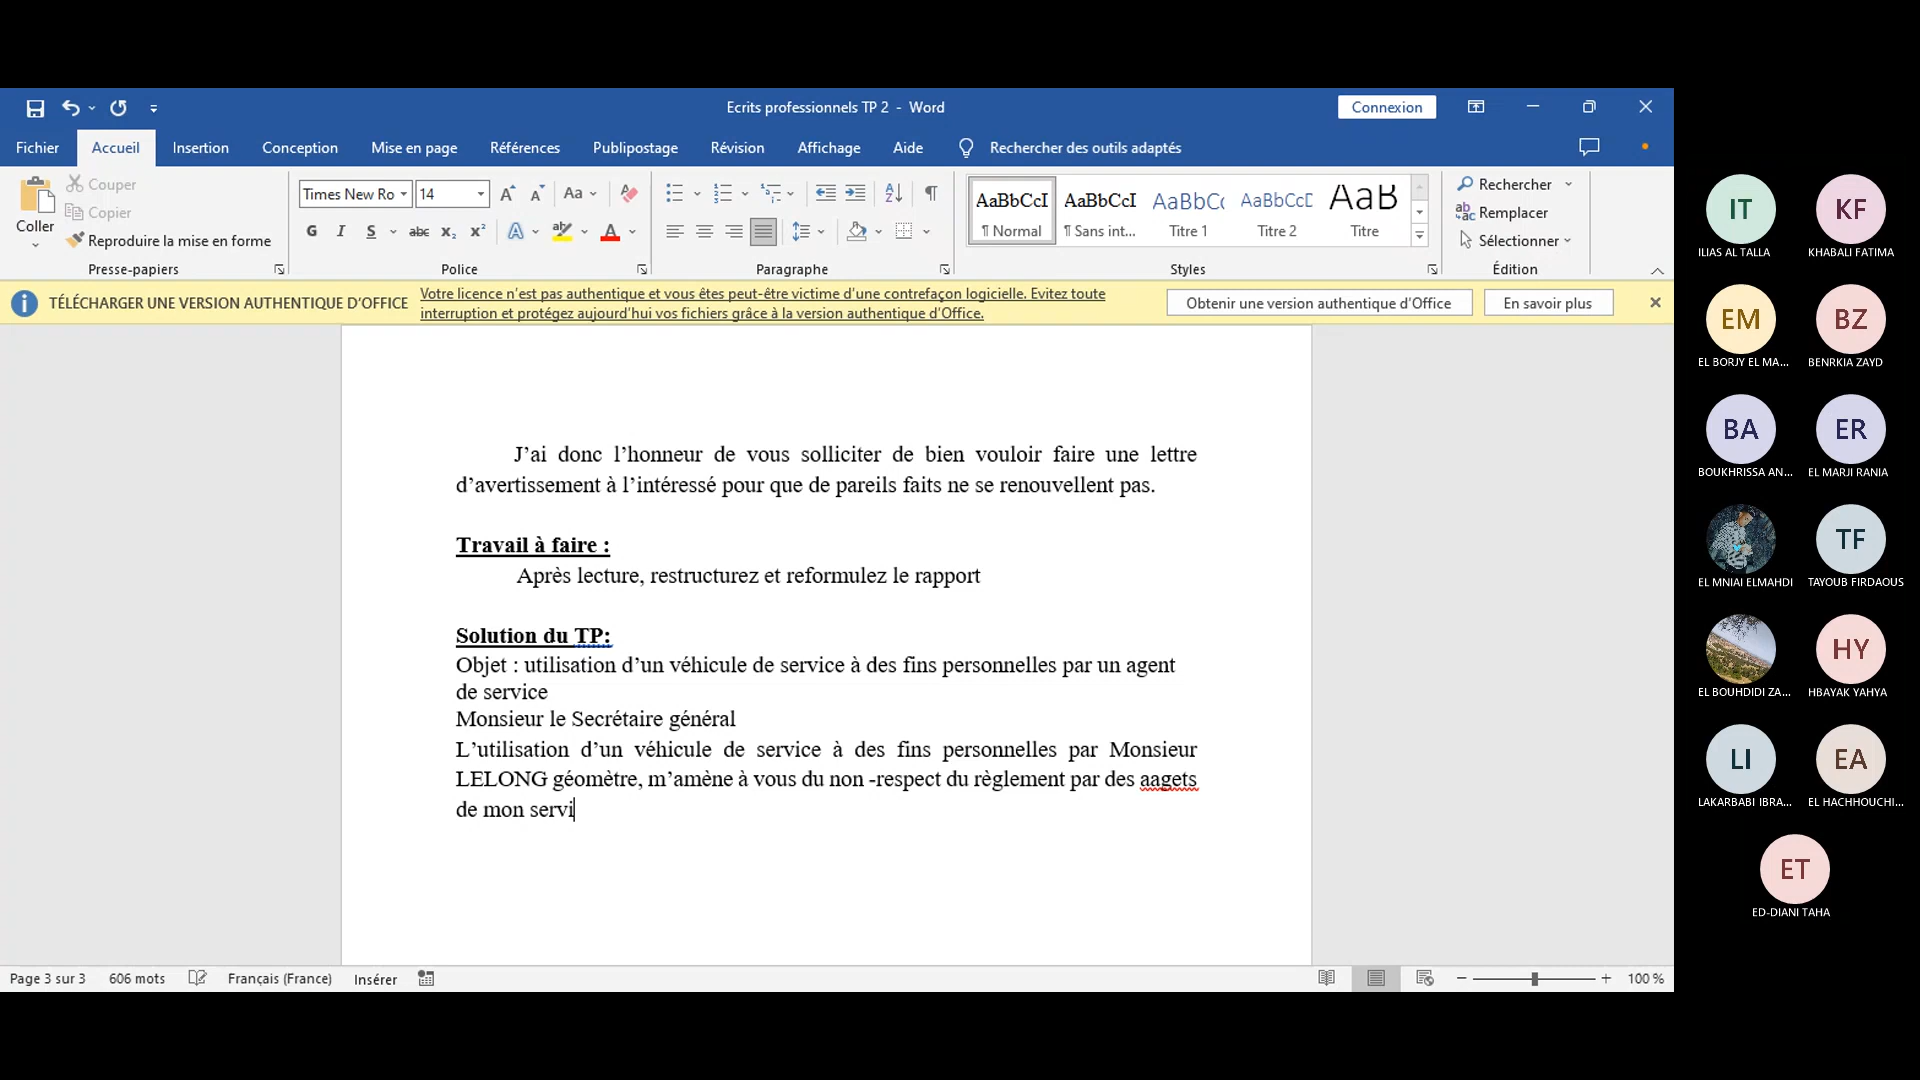 Ecrits professionnels TP 2 - Word
Connexion
Fichier
Accueil
Insertion
Conception
Mise en page
Références
Publipostage
Révision
Affichage
Aide
Rechercher des outils adaptés
Coller
Couper
Copier
Reproduire la mise en forme
Presse-papiers
Times New Ro
14
Aa
G I S abc x₂ x² A ab A
Police
Paragraphe
AaBbCcI
¶ Normal
AaBbCcI
¶ Sans int...
AaBbCc
Titre 1
AaBbCcD
Titre 2
AaB
Titre
Styles
Rechercher
Remplacer
Sélectionner
Édition
TÉLÉCHARGER UNE VERSION AUTHENTIQUE D’OFFICE
Votre licence n’est pas authentique et vous êtes peut-être victime d’une contrefaçon logicielle. Evitez toute
interruption et protégez aujourd’hui vos fichiers grâce à la version authentique d’Office.
Obtenir une version authentique d’Office
En savoir plus
J’ai donc l’honneur de vous solliciter de bien vouloir faire une lettre
d’avertissement à l’intéressé pour que de pareils faits ne se renouvellent pas.
Travail à faire :
Après lecture, restructurez et reformulez le rapport
Solution du TP:
Objet : utilisation d’un véhicule de service à des fins personnelles par un agent
de service
Monsieur le Secrétaire général
L’utilisation d’un véhicule de service à des fins personnelles par Monsieur
LELONG géomètre, m’amène à vous du non -respect du règlement par des aagets
de mon servi
Page 3 sur 3
606 mots
Français (France)
Insérer
100 %
IT
ILIAS AL TALLA
KF
KHABALI FATIMA
EM
EL BORJY EL MA...
BZ
BENRKIA ZAYD
BA
BOUKHRISSA AN...
ER
EL MARJI RANIA
EL MNIAI ELMAHDI
TF
TAYOUB FIRDAOUS
EL BOUHDIDI ZA...
HY
HBAYAK YAHYA
LI
LAKARBABI IBRA...
EA
EL HACHHOUCHI...
ET
ED-DIANI TAHA